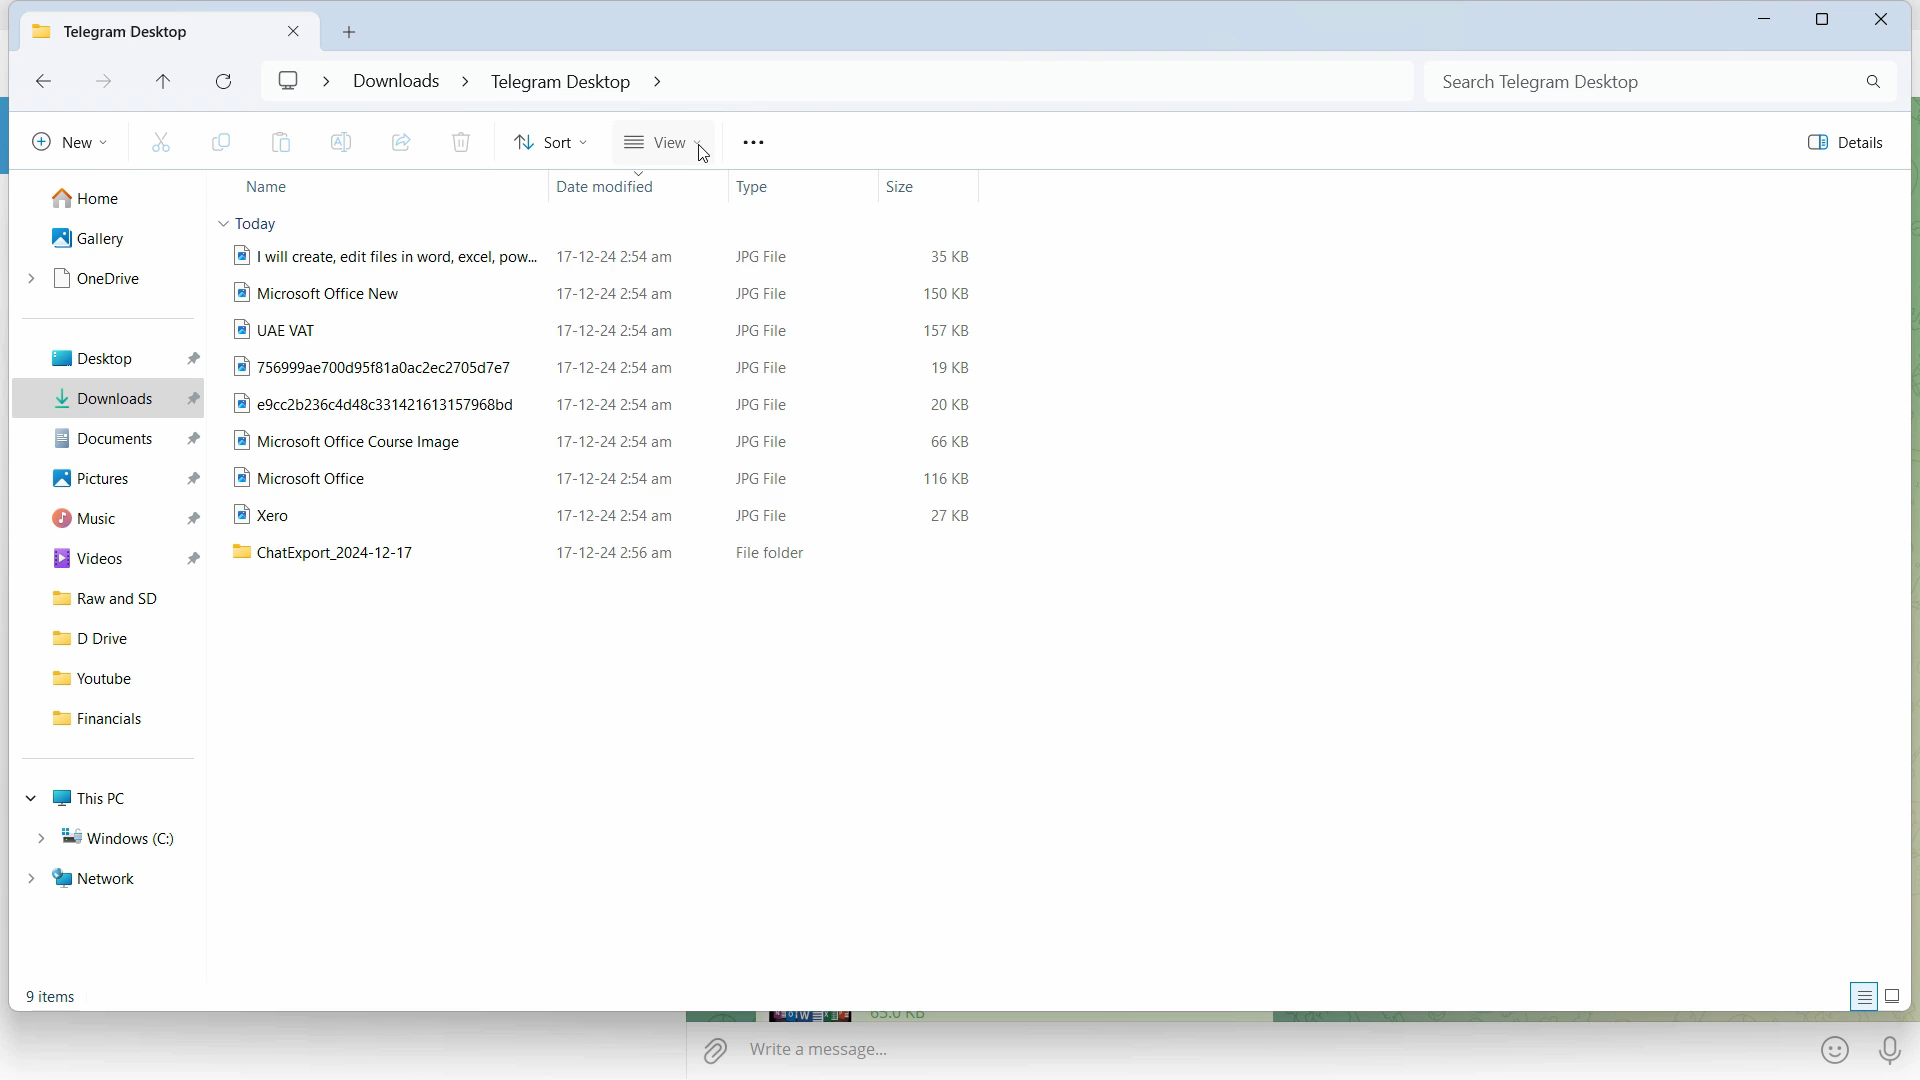 Telegram Desktop
Downloads Telegram Desktop
Search Telegram Desktop
New Sort View Details
Name Date modified Type Size
Today
I will create, edit files in word, excel, pow... 17-12-24 2:54 am JPG File 35 KB
Microsoft Office New 17-12-24 2:54 am JPG File 150 KB
UAE VAT 17-12-24 2:54 am JPG File 157 KB
756999ae700d95f81a0ac2ec2705d7e7 17-12-24 2:54 am JPG File 19 KB
e9cc2b236c4d48c331421613157968bd 17-12-24 2:54 am JPG File 20 KB
Microsoft Office Course Image 17-12-24 2:54 am JPG File 66 KB
Microsoft Office 17-12-24 2:54 am JPG File 116 KB
Xero 17-12-24 2:54 am JPG File 27 KB
ChatExport_2024-12-17 17-12-24 2:56 am File folder
Home
Gallery
OneDrive
Desktop
Downloads
Documents
Pictures
Music
Videos
Raw and SD
D Drive
Youtube
Financials
This PC
Windows (C:)
Network
9 items
65.0 KB
Write a message...